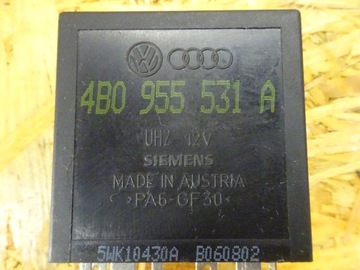 4B0 955 531 A
UHZ 12V
SIEMENS
MADE IN AUSTRIA
>PA6-GF30<
5WK10430A B060802